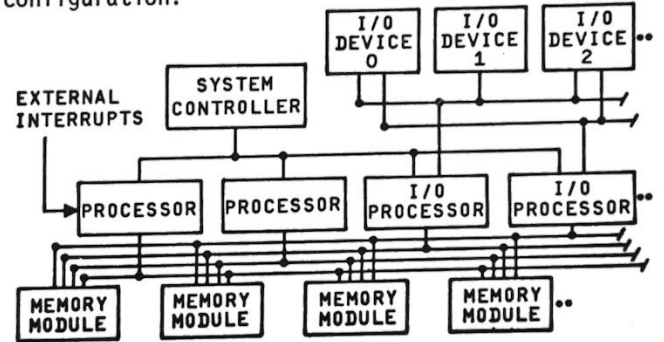 configuration.
I/O
DEVICE
0
I/O
DEVICE
1
I/O
DEVICE
2
SYSTEM
CONTROLLER
EXTERNAL
INTERRUPTS
PROCESSOR
PROCESSOR
I/O
PROCESSOR
I/O
PROCESSOR
MEMORY
MODULE
MEMORY
MODULE
MEMORY
MODULE
MEMORY
MODULE